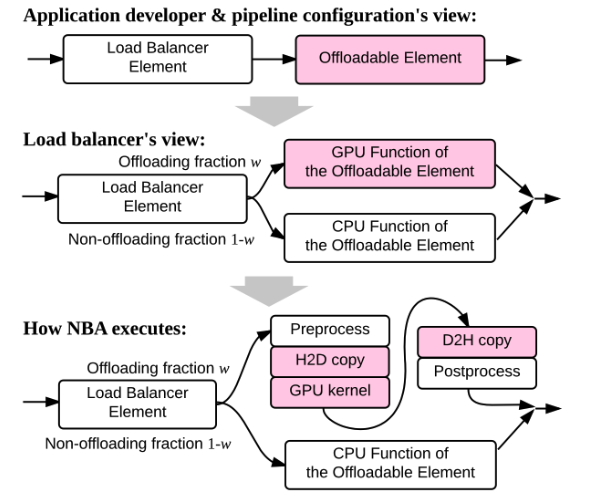 Application developer & pipeline configuration's view:
Load Balancer
Element
Offloadable Element
Load balancer's view:
Offloading fraction w
Load Balancer
Element
Non-offloading fraction 1-w
GPU Function of
the Offloadable Element
CPU Function of
the Offloadable Element
How NBA executes:
Offloading fraction w
Load Balancer
Element
Non-offloading fraction 1-w
Preprocess
H2D copy
GPU kernel
D2H copy
Postprocess
CPU Function of
the Offloadable Element